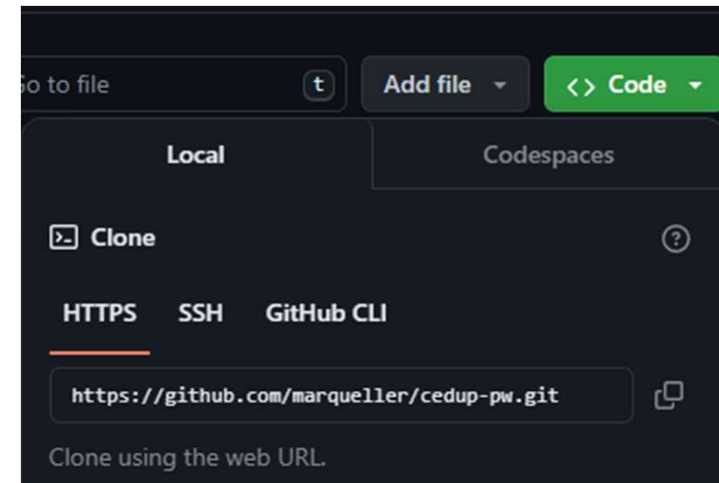 to file t Add file <> Code
Local Codespaces
Clone ?
HTTPS SSH GitHub CLI
https://github.com/marqueller/cedup-pw.git
Clone using the web URL.